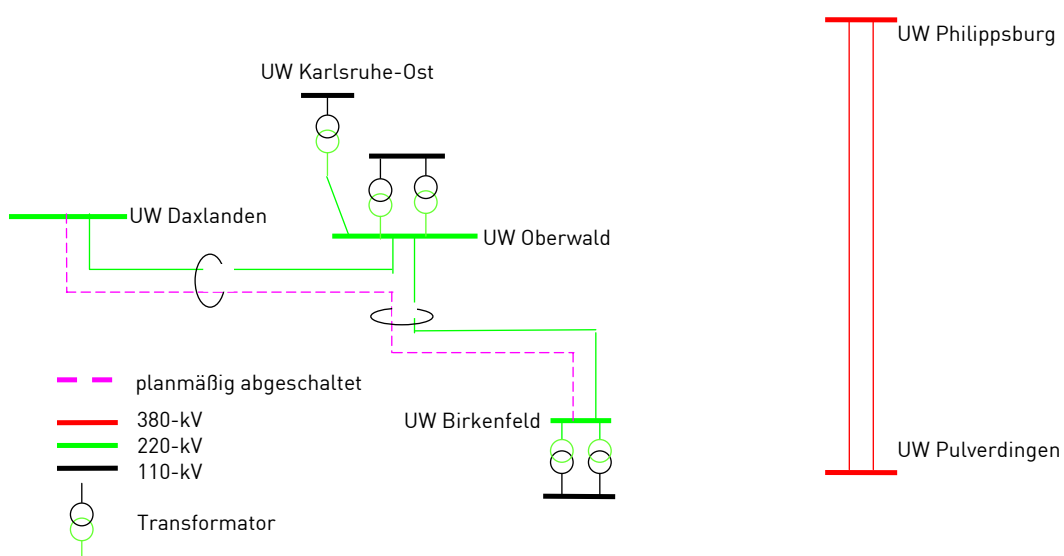 UW Philippsburg
UW Karlsruhe-Ost
UW Daxlanden
UW Oberwald
planmäßig abgeschaltet
380-kV
220-kV
110-kV
Transformator
UW Birkenfeld
UW Pulverdingen